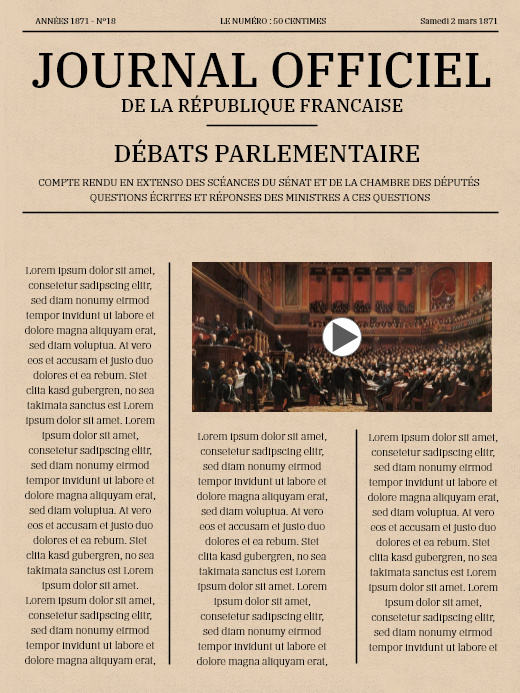 ANNÉES 1871 - N°18
LE NUMÉRO : 50 CENTIMES
Samedi 2 mars 1871
JOURNAL OFFICIEL
DE LA RÉPUBLIQUE FRANCAISE
DÉBATS PARLEMENTAIRE
COMPTE RENDU EN EXTENSO DES SCÉANCES DU SÉNAT ET DE LA CHAMBRE DES DÉPUTÉS
QUESTIONS ÉCRITES ET RÉPONSES DES MINISTRES A CES QUESTIONS
Lorem ipsum dolor sit amet,
consetetur sadipscing elitr,
sed diam nonumy eirmod
tempor invidunt ut labore et
dolore magna aliquyam erat,
sed diam voluptua. At vero
eos et accusam et justo duo
dolores et ea rebum. Stet
clita kasd gubergren, no sea
takimata sanctus est Lorem
ipsum dolor sit amet. Lorem
ipsum dolor sit amet,
consetetur sadipscing elitr,
sed diam nonumy eirmod
tempor invidunt ut labore et
dolore magna aliquyam erat,
sed diam voluptua. At vero
eos et accusam et justo duo
dolores et ea rebum. Stet
clita kasd gubergren, no sea
takimata sanctus est Lorem
ipsum dolor sit amet.
Lorem ipsum dolor sit amet,
consetetur sadipscing elitr,
sed diam nonumy eirmod
tempor invidunt ut labore et
dolore magna aliquyam erat,
Lorem ipsum dolor sit amet,
consetetur sadipscing elitr,
sed diam nonumy eirmod
tempor invidunt ut labore et
dolore magna aliquyam erat,
sed diam voluptua. At vero
eos et accusam et justo duo
dolores et ea rebum. Stet
clita kasd gubergren, no sea
takimata sanctus est Lorem
ipsum dolor sit amet. Lorem
ipsum dolor sit amet,
consetetur sadipscing elitr,
sed diam nonumy eirmod
tempor invidunt ut labore et
dolore magna aliquyam erat,
Lorem ipsum dolor sit amet,
consetetur sadipscing elitr,
sed diam nonumy eirmod
tempor invidunt ut labore et
dolore magna aliquyam erat,
sed diam voluptua. At vero
eos et accusam et justo duo
dolores et ea rebum. Stet
clita kasd gubergren, no sea
takimata sanctus est Lorem
ipsum dolor sit amet. Lorem
ipsum dolor sit amet,
consetetur sadipscing elitr,
sed diam nonumy eirmod
tempor invidunt ut labore et